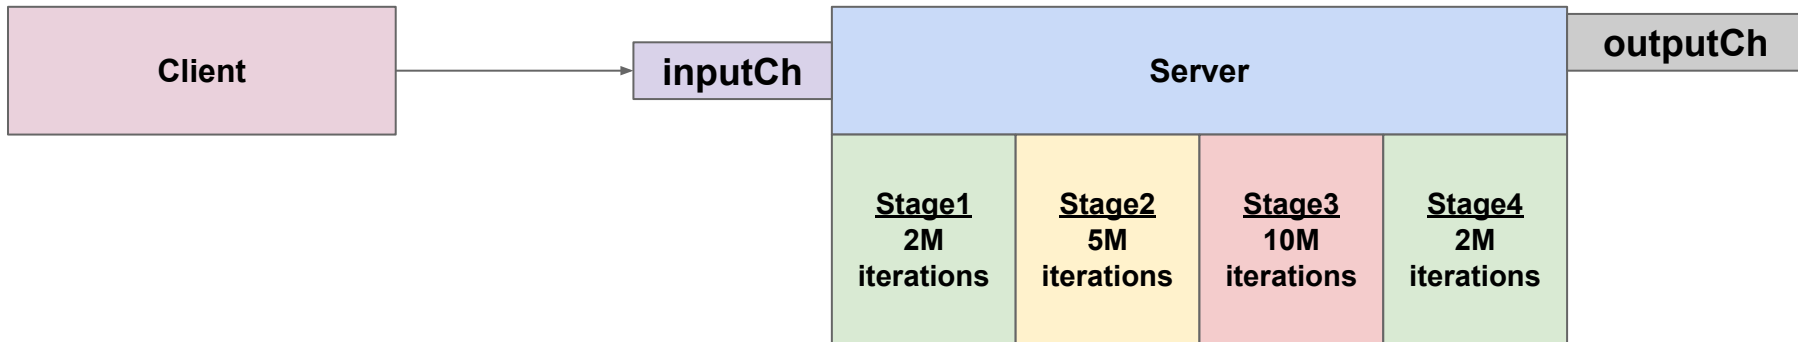 Client
inputCh
Server
outputCh
Stage1
2M
iterations
Stage2
5M
iterations
Stage3
10M
iterations
Stage4
2M
iterations